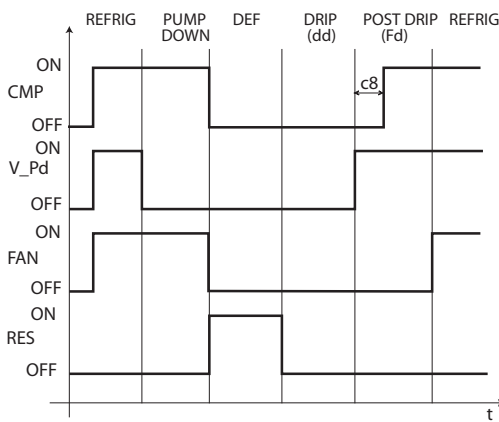 REFRIG PUMP DEF DRIP POST DRIP REFRIG
DOWN (dd) (Fd)
ON
CMP
c8
OFF
ON
V_Pd
OFF
ON
FAN
OFF
ON
RES
OFF
t